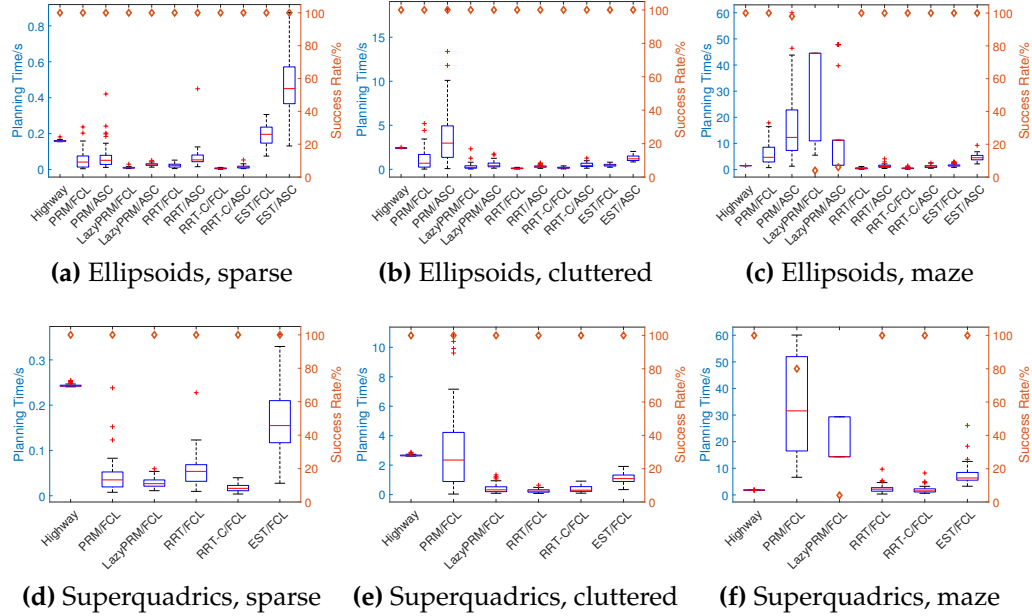 Planning Time/s
0.8
0.6
0.4
0.2
0
100
80
60
40
20
0
Success Rate/%
Highway
PRM/FCL
PRM/ASC
LazyPRM/FCL
LazyPRM/ASC
RRT/FCL
RRT/ASC
RRT-C/FCL
RRT-C/ASC
EST/FCL
EST/ASC
(a) Ellipsoids, sparse
Planning Time/s
15
10
5
0
100
80
60
40
20
0
Success Rate/%
Highway
PRM/FCL
PRM/ASC
LazyPRM/FCL
LazyPRM/ASC
RRT/FCL
RRT/ASC
RRT-C/FCL
RRT-C/ASC
EST/FCL
EST/ASC
(b) Ellipsoids, cluttered
Planning Time/s
60
50
40
30
20
10
0
100
80
60
40
20
0
Success Rate/%
Highway
PRM/FCL
PRM/ASC
LazyPRM/FCL
LazyPRM/ASC
RRT/FCL
RRT/ASC
RRT-C/FCL
RRT-C/ASC
EST/FCL
EST/ASC
(c) Ellipsoids, maze
Planning Time/s
0.3
0.2
0.1
0
100
80
60
40
20
0
Success Rate/%
Highway
PRM/FCL
LazyPRM/FCL
RRT/FCL
RRT-C/FCL
EST/FCL
(d) Superquadrics, sparse
Planning Time/s
10
8
6
4
2
0
100
80
60
40
20
0
Success Rate/%
Highway
PRM/FCL
LazyPRM/FCL
RRT/FCL
RRT-C/FCL
EST/FCL
(e) Superquadrics, cluttered
Planning Time/s
60
50
40
30
20
10
0
100
80
60
40
20
0
Success Rate/%
Highway
PRM/FCL
LazyPRM/FCL
RRT/FCL
RRT-C/FCL
EST/FCL
(f) Superquadrics, maze